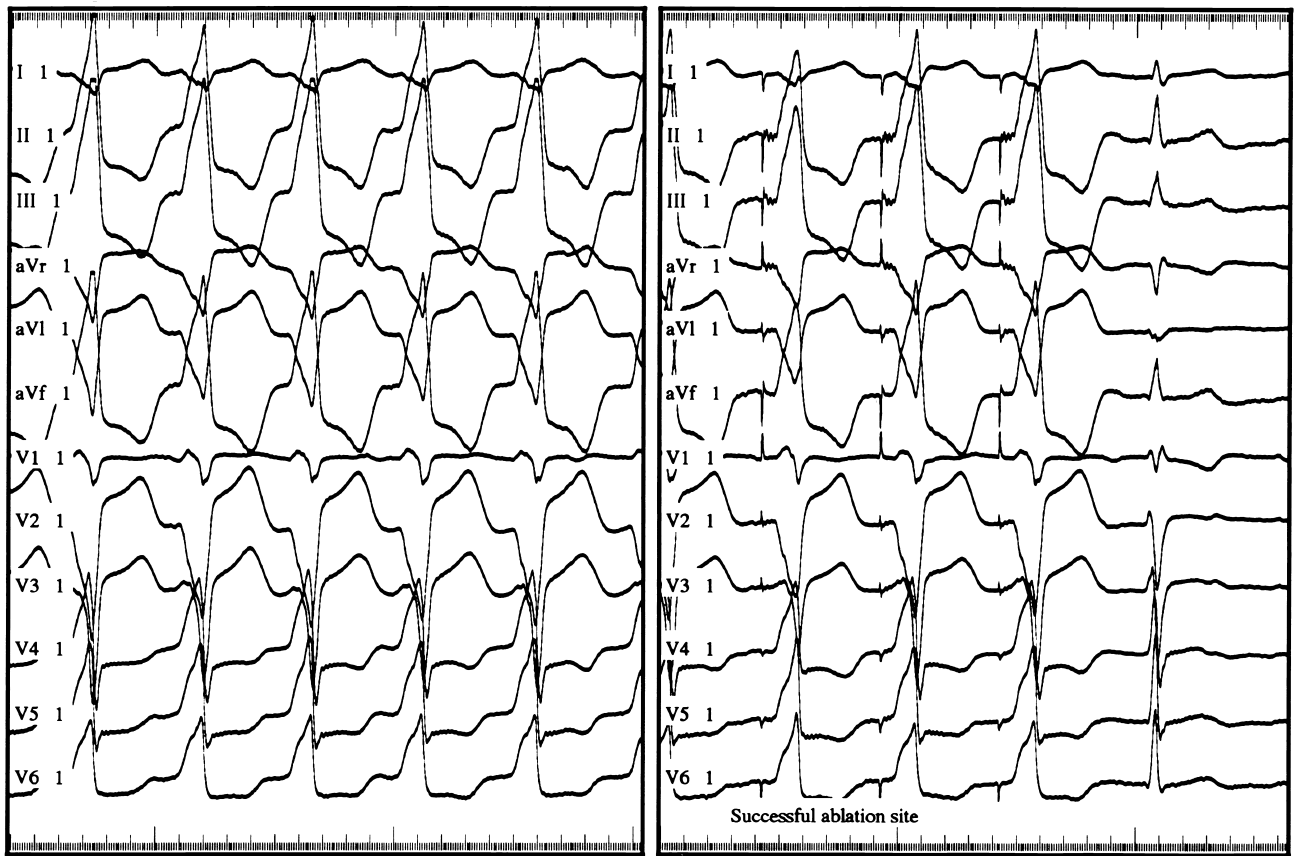 I 1
II 1
III 1
aVr 1
aVl 1
aVf 1
V1 1
V2 1
V3 1
V4 1
V5 1
V6 1
I 1
II 1
III 1
aVr 1
aVl 1
aVf 1
V1 1
V2 1
V3 1
V4 1
V5 1
V6 1
Successful ablation site